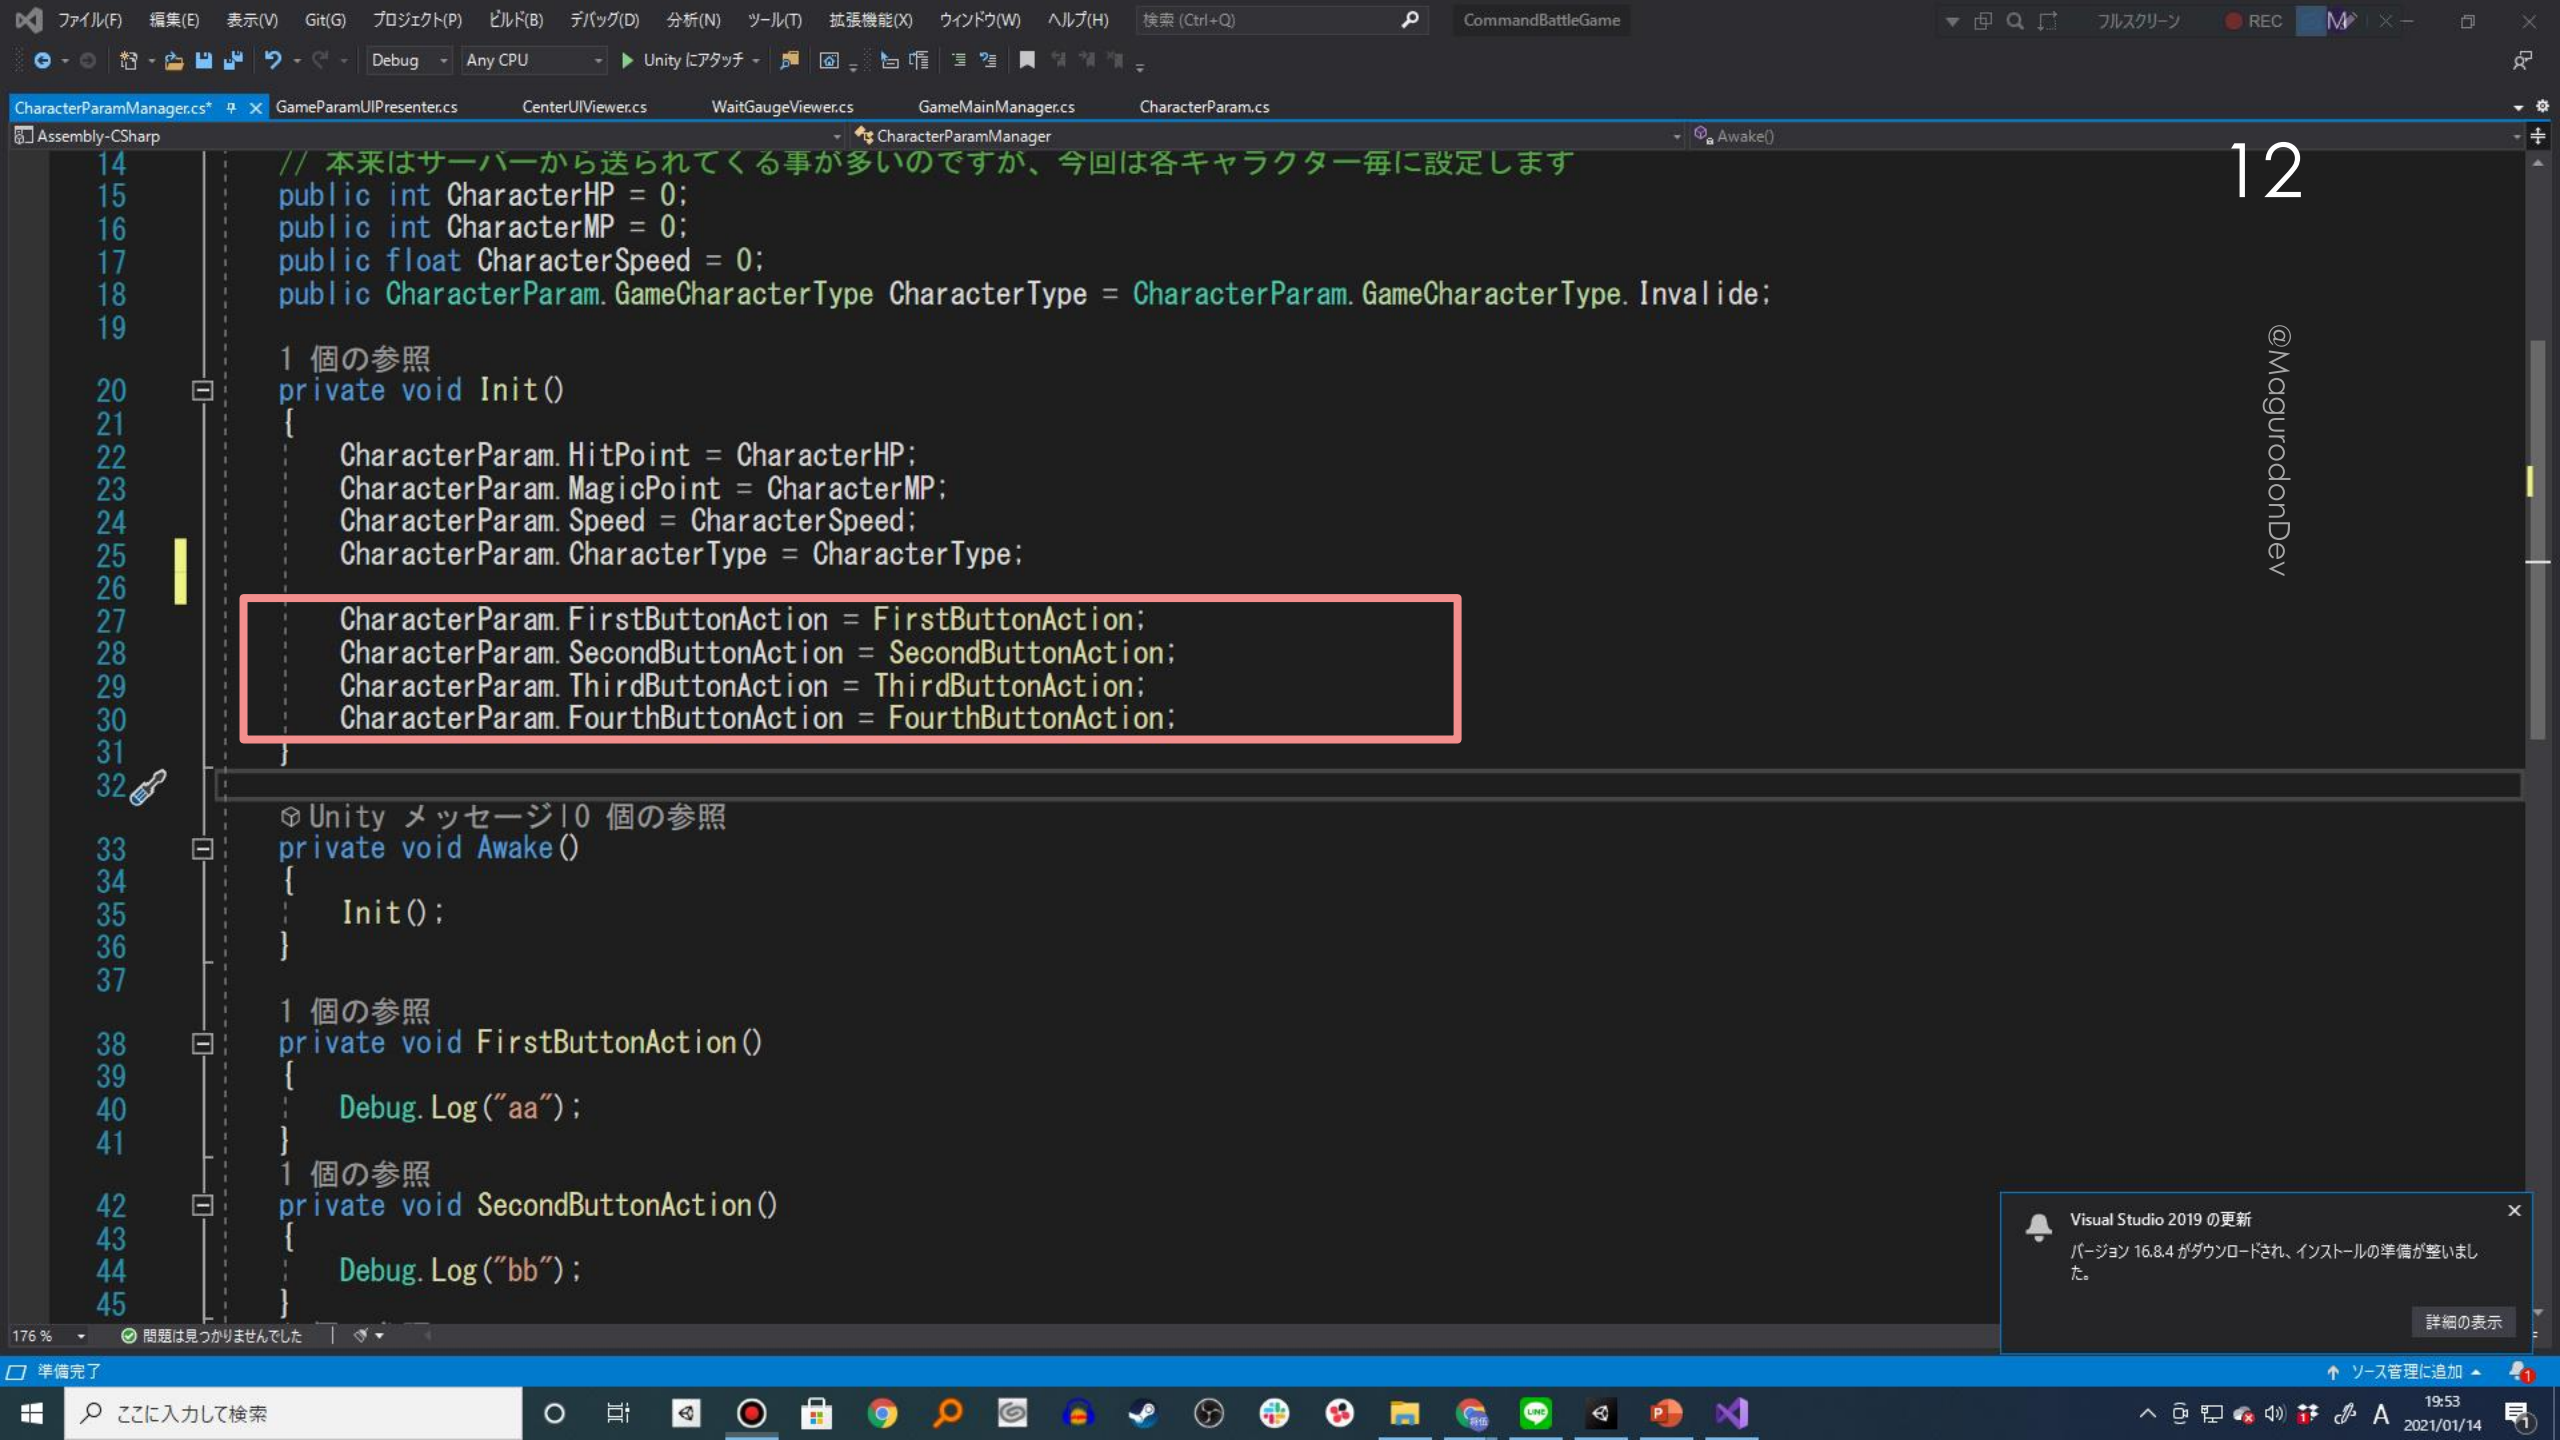 ファイル(F) 編集(E) 表示(V) Git(G) プロジェクト(P) ビルド(B) デバッグ(D) 分析(N) ツール(T) 拡張機能(X) ウィンドウ(W) ヘルプ(H) 検索 (Ctrl+Q) CommandBattleGame フルスクリーン REC
Debug Any CPU Unity にアタッチ
CharacterParamManager.cs* GameParamUIPresenter.cs CenterUIViewer.cs WaitGaugeViewer.cs GameMainManager.cs CharacterParam.cs
Assembly-CSharp CharacterParamManager Awake()
12
@MagurodonDev
14 // 本来はサーバーから送られてくる事が多いのですが、今回は各キャラクター毎に設定します
15 public int CharacterHP = 0;
16 public int CharacterMP = 0;
17 public float CharacterSpeed = 0;
18 public CharacterParam.GameCharacterType CharacterType = CharacterParam.GameCharacterType.Invalide;
19
1 個の参照
20 private void Init()
21 {
22 CharacterParam.HitPoint = CharacterHP;
23 CharacterParam.MagicPoint = CharacterMP;
24 CharacterParam.Speed = CharacterSpeed;
25 CharacterParam.CharacterType = CharacterType;
26
27 CharacterParam.FirstButtonAction = FirstButtonAction;
28 CharacterParam.SecondButtonAction = SecondButtonAction;
29 CharacterParam.ThirdButtonAction = ThirdButtonAction;
30 CharacterParam.FourthButtonAction = FourthButtonAction;
31 }
32
Unity メッセージ|0 個の参照
33 private void Awake()
34 {
35 Init();
36 }
37
1 個の参照
38 private void FirstButtonAction()
39 {
40 Debug.Log("aa");
41 }
1 個の参照
42 private void SecondButtonAction()
43 {
44 Debug.Log("bb");
45 }
Visual Studio 2019 の更新
バージョン 16.8.4 がダウンロードされ、インストールの準備が整いまし
た。
詳細の表示
176 % 問題は見つかりませんでした
準備完了 ソース管理に追加 1
ここに入力して検索 A 19:53
2021/01/14